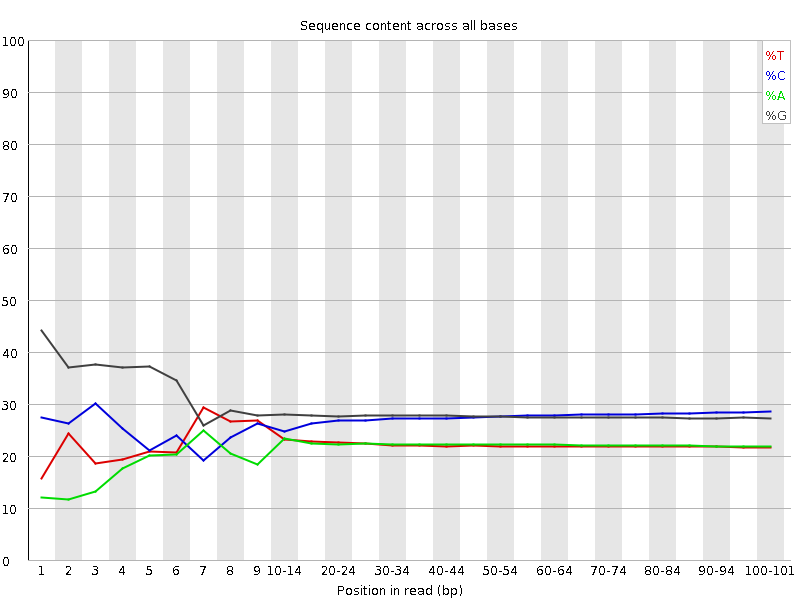 Sequence content across all bases
%T
%C
%A
%G
100
90
80
70
60
50
40
30
20
10
0
1 2 3 4 5 6 7 8 9 10-14 20-24 30-34 40-44 50-54 60-64 70-74 80-84 90-94 100-101
Position in read (bp)